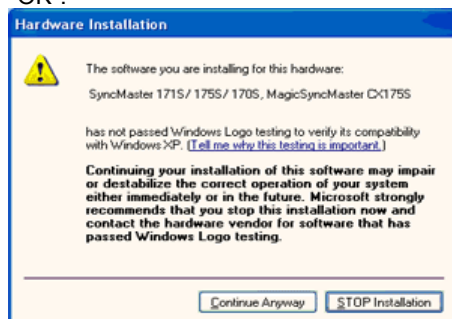 Hardware Installation
The software you are installing for this hardware:
SyncMaster 171S/ 175S/ 170S, MagicSyncMaster CX175S
has not passed Windows Logo testing to verify its compatibility
with Windows XP. (Tell me why this testing is important.)
Continuing your installation of this software may impair
or destabilize the correct operation of your system
either immediately or in the future. Microsoft strongly
recommends that you stop this installation now and
contact the hardware vendor for software that has
passed Windows Logo testing.
Continue Anyway STOP Installation